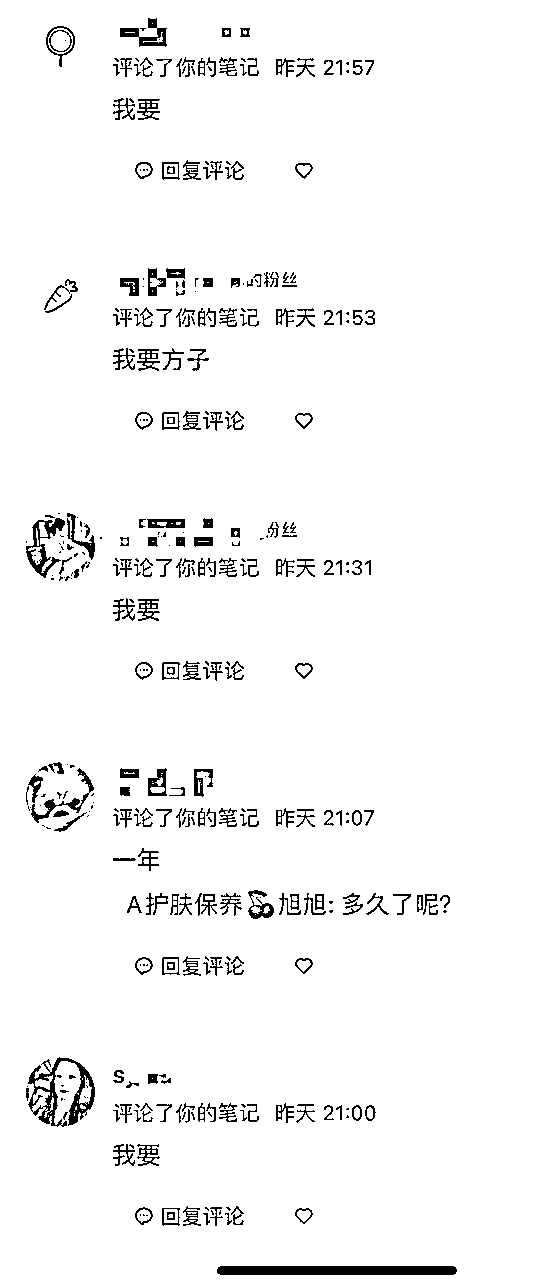 评论了你的笔记 昨天 21:57
我要
回复评论
的粉丝
评论了你的笔记 昨天 21:53
我要方子
回复评论
粉丝
评论了你的笔记 昨天 21:31
我要
回复评论
评论了你的笔记 昨天 21:07
一年
A护肤保养🍒旭旭: 多久了呢?
回复评论
S
评论了你的笔记 昨天 21:00
我要
回复评论